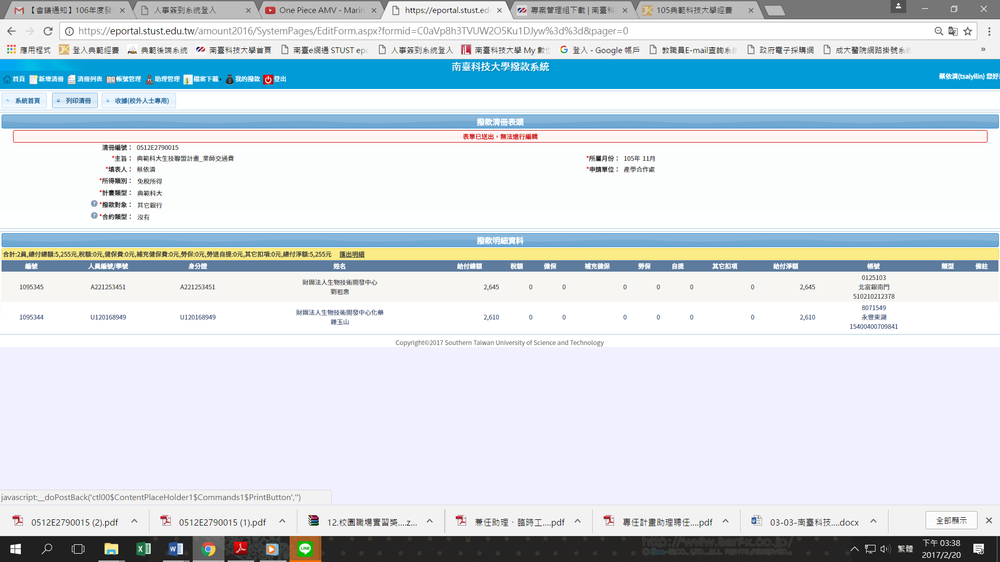 【會議通知】106年度發
人事簽到系統登入
One Piece AMV - Marin
https://eportal.stust.ed
專案管理組下載 | 南臺科
105典範科技大學經費
https://eportal.stust.edu.tw/amount2016/SystemPages/EditForm.aspx?formid=C0aVp8h3TVUW2O5Ku1DJyw%3d%3d&pager=0
應用程式 登入典範經費 典範後端系統 南臺科技大學首頁 南臺e網通 STUST epo 人事簽到系統登入 南臺科技大學 My 數位 登入 - Google 帳戶 教職員E-mail查詢系統 政府電子採購網 成大醫院網路掛號系統 »
南臺科技大學撥款系統
首頁 新增清冊 清冊列表 帳號管理 助理管理 檔案下載 我的撥款 登出
蔡依潾(tsaiyilin) 您好!
系統首頁 列印清冊 收據(校外人士專用)
撥款清冊表頭
表單已送出，無法進行編輯
清冊編號： 0512E2790015
*主旨： 典範科大生技聯盟計畫_業師交通費 *所屬月份： 105年 11月
*填表人： 蔡依潾 *申請單位： 產學合作處
*所得類別： 免稅所得
*計畫類型： 典範科大
*撥款對象： 其它銀行
*合約類型： 沒有
撥款明細資料
合計:2員,總付總額:5,255元,稅額:0元,健保費:0元,補充健保費:0元,勞保:0元,勞退自提:0元,其它扣項:0元,總付淨額:5,255元 匯出明細
編號 人員編號/學號 身分證 姓名 給付總額 稅額 健保 補充健保 勞保 自提 其它扣項 給付淨額 帳號 類型 備註
1095345 A221253451 A221253451 財團法人生物技術開發中心 劉祖惠 2,645 0 0 0 0 0 0 2,645 0125103 北富銀南門 510210212378
1095344 U120168949 U120168949 財團法人生物技術開發中心化藥 鍾玉山 2,610 0 0 0 0 0 0 2,610 8071549 永豐東湖 15400400709841
Copyright©2017 Southern Taiwan University of Science and Technology
javascript:__doPostBack('ctl00$ContentPlaceHolder1$Commands1$PrintButton','')
0512E2790015 (2).pdf
0512E2790015 (1).pdf
12.校園職場實習獎....z...
兼任助理、臨時工....pdf
專任計畫助理聘任....pdf
03-03-南臺科技....docx
全部顯示
http://www.san-x.co.jp/
LINE
繁體
下午 03:38
2017/2/20